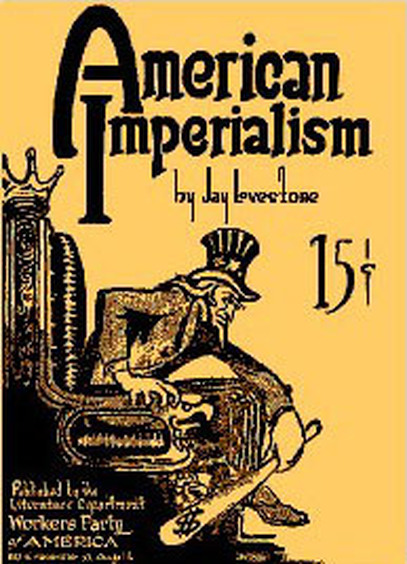 American
Imperialism
by Jay Lovestone
15¢
$
Published by the
Literature Department
Workers Party
of AMERICA